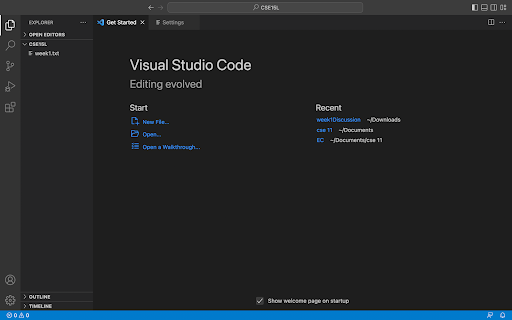 CSE15L
EXPLORER
Get Started
Settings
OPEN EDITORS
CSE15L
week1.txt
Visual Studio Code
Editing evolved
Start
New File...
Open...
Open a Walkthrough...
Recent
week1Discussion ~/Downloads
cse 11 ~/Documents
EC ~/Documents/cse 11
Show welcome page on startup
OUTLINE
TIMELINE
0 0